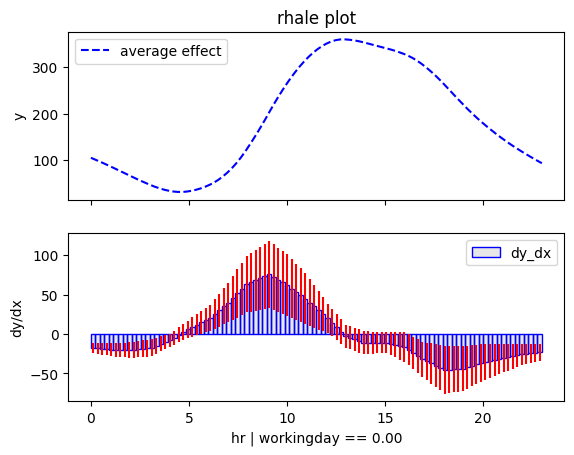 rhale plot
average effect
300
200
100
y
dy_dx
100
50
0
−50
dy/dx
0 5 10 15 20
hr | workingday == 0.00